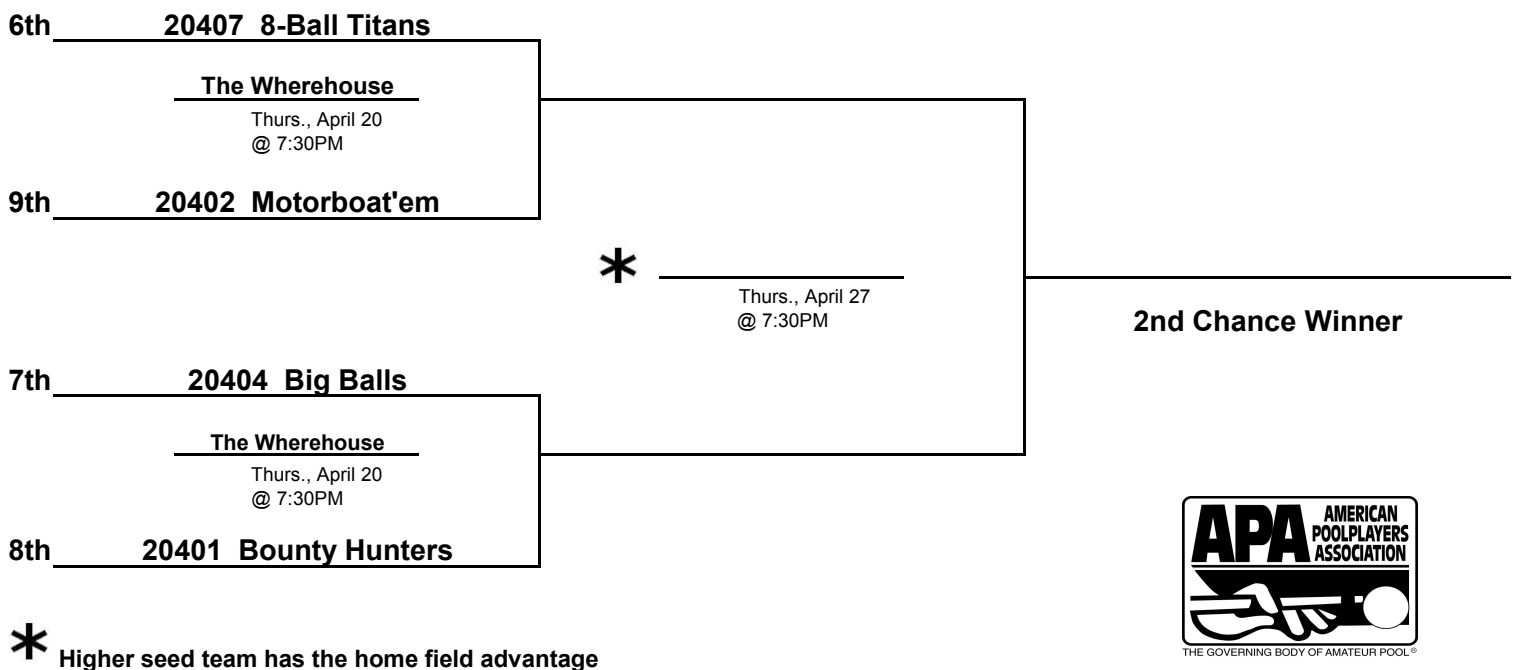 6th 20407 8-Ball Titans
The Wherehouse
Thurs., April 20
@ 7:30PM
9th 20402 Motorboat'em
* Thurs., April 27
@ 7:30PM
2nd Chance Winner
7th 20404 Big Balls
The Wherehouse
Thurs., April 20
@ 7:30PM
8th 20401 Bounty Hunters
* Higher seed team has the home field advantage
APA AMERICAN
POOLPLAYERS
ASSOCIATION
THE GOVERNING BODY OF AMATEUR POOL®